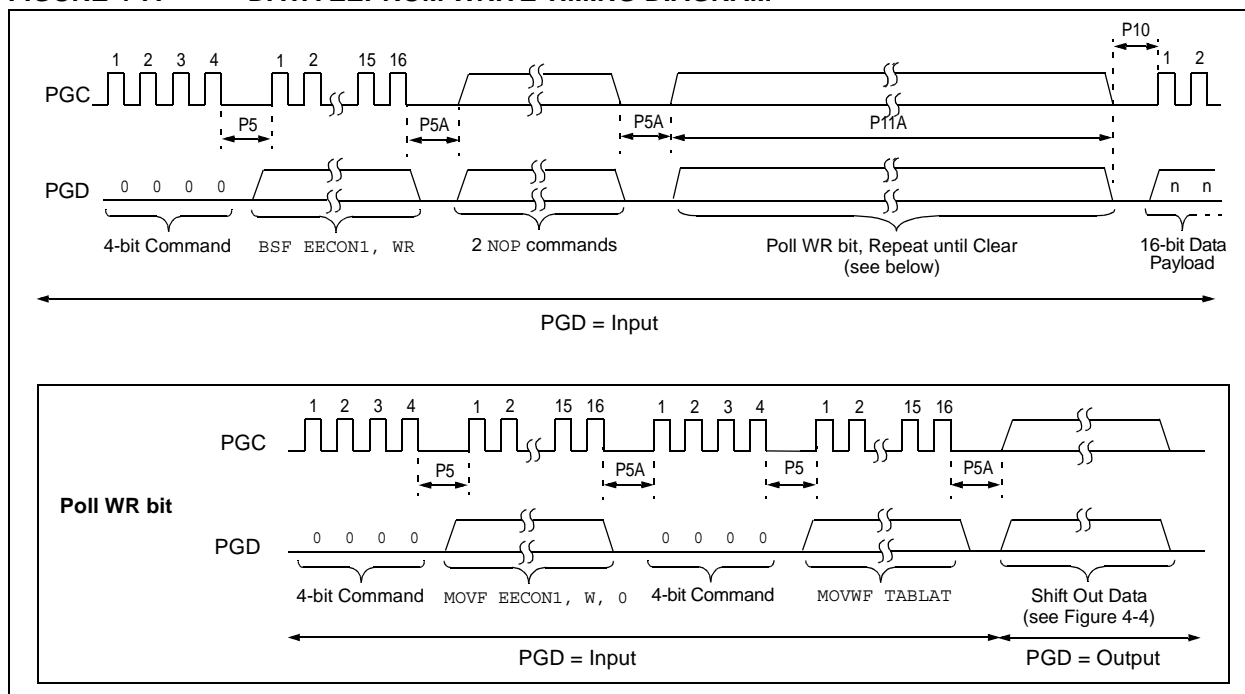 P10
1 2 3 4 1 2 15 16 1 2
PGC
P5 P5A P5A P11A
PGD 0 0 0 0 n n
4-bit Command BSF EECON1, WR 2 NOP commands Poll WR bit, Repeat until Clear 16-bit Data
(see below) Payload
PGD = Input
1 2 3 4 1 2 15 16 1 2 3 4 1 2 15 16
PGC
P5 P5A P5 P5A
Poll WR bit
PGD 0 0 0 0 0 0 0 0
4-bit Command MOVF EECON1, W, 0 4-bit Command MOVWF TABLAT Shift Out Data
(see Figure 4-4)
PGD = Input PGD = Output